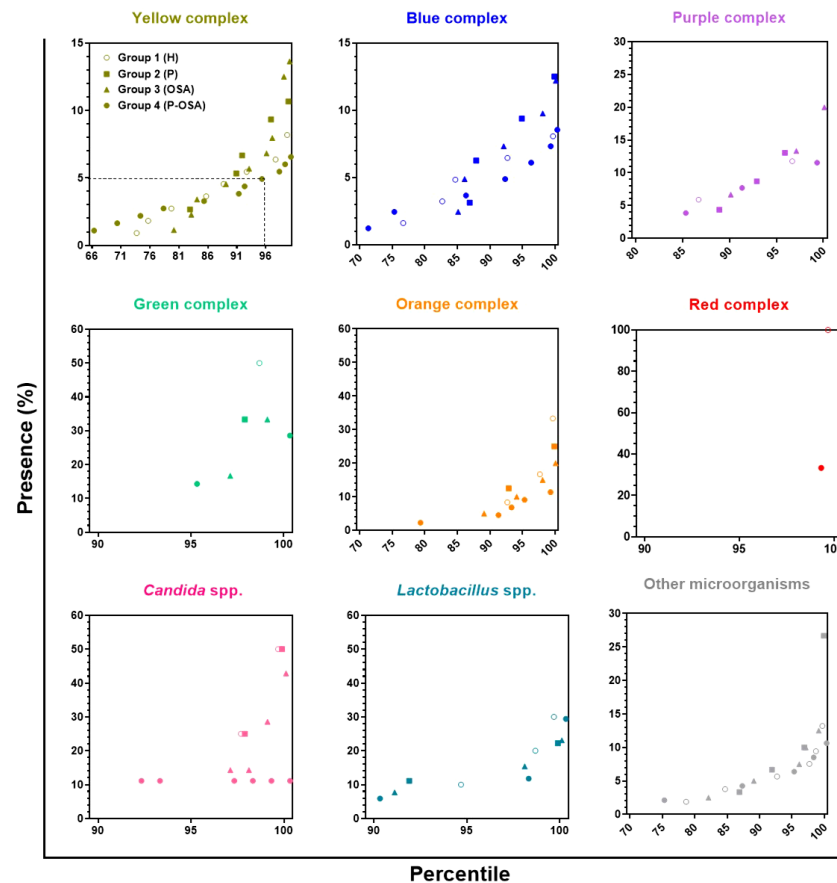 Yellow complex
Blue complex
Purple complex
15
10
5
0
66 71 76 81 86 91 96
Group 1 (H)
Group 2 (P)
Group 3 (OSA)
Group 4 (P-OSA)
15
10
5
0
70 75 80 85 90 95 100
30
25
20
15
10
5
0
80 85 90 95 100
Green complex
Orange complex
Red complex
60
50
40
30
20
10
0
90 95 100
60
50
40
30
20
10
0
70 75 80 85 90 95 100
100
80
60
40
20
0
90 95 10
Candida spp.
Lactobacillus spp.
Other microorganisms
60
50
40
30
20
10
0
90 95 100
60
50
40
30
20
10
0
90 95 100
30
25
20
15
10
5
0
70 75 80 85 90 95 100
Presence (%)
Percentile